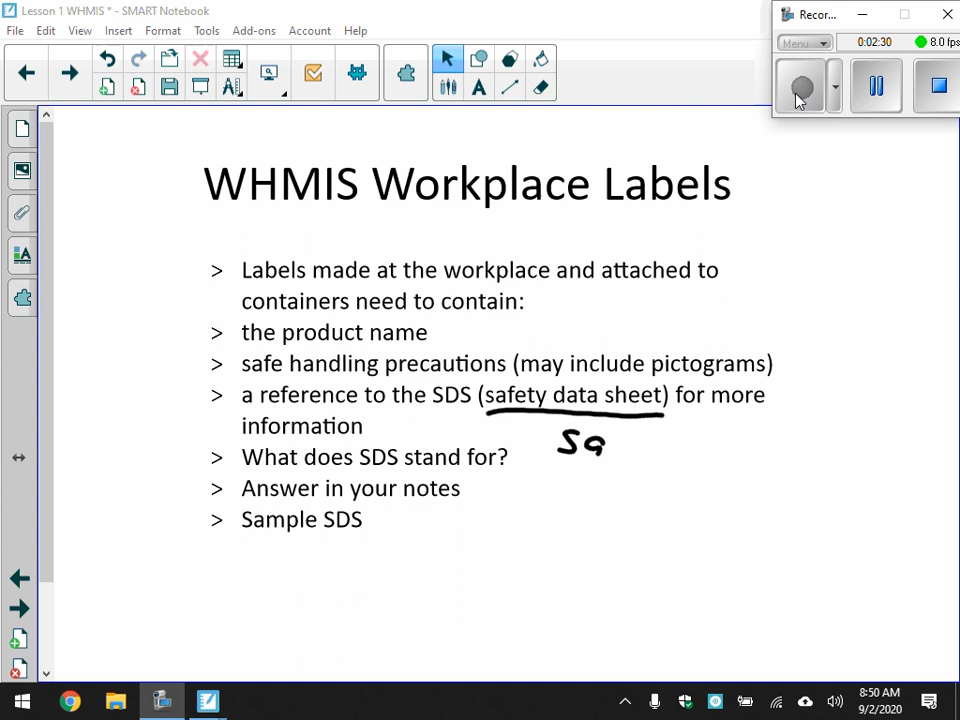 Lesson 1 WHMIS * - SMART Notebook
File Edit View Insert Format Tools Add-ons Account Help
Recor...
Menu 0:02:30 8.0 fps
WHMIS Workplace Labels
> Labels made at the workplace and attached to
containers need to contain:
> the product name
> safe handling precautions (may include pictograms)
> a reference to the SDS (safety data sheet) for more
information
Sa
> What does SDS stand for?
> Answer in your notes
> Sample SDS
8:50 AM
9/2/2020